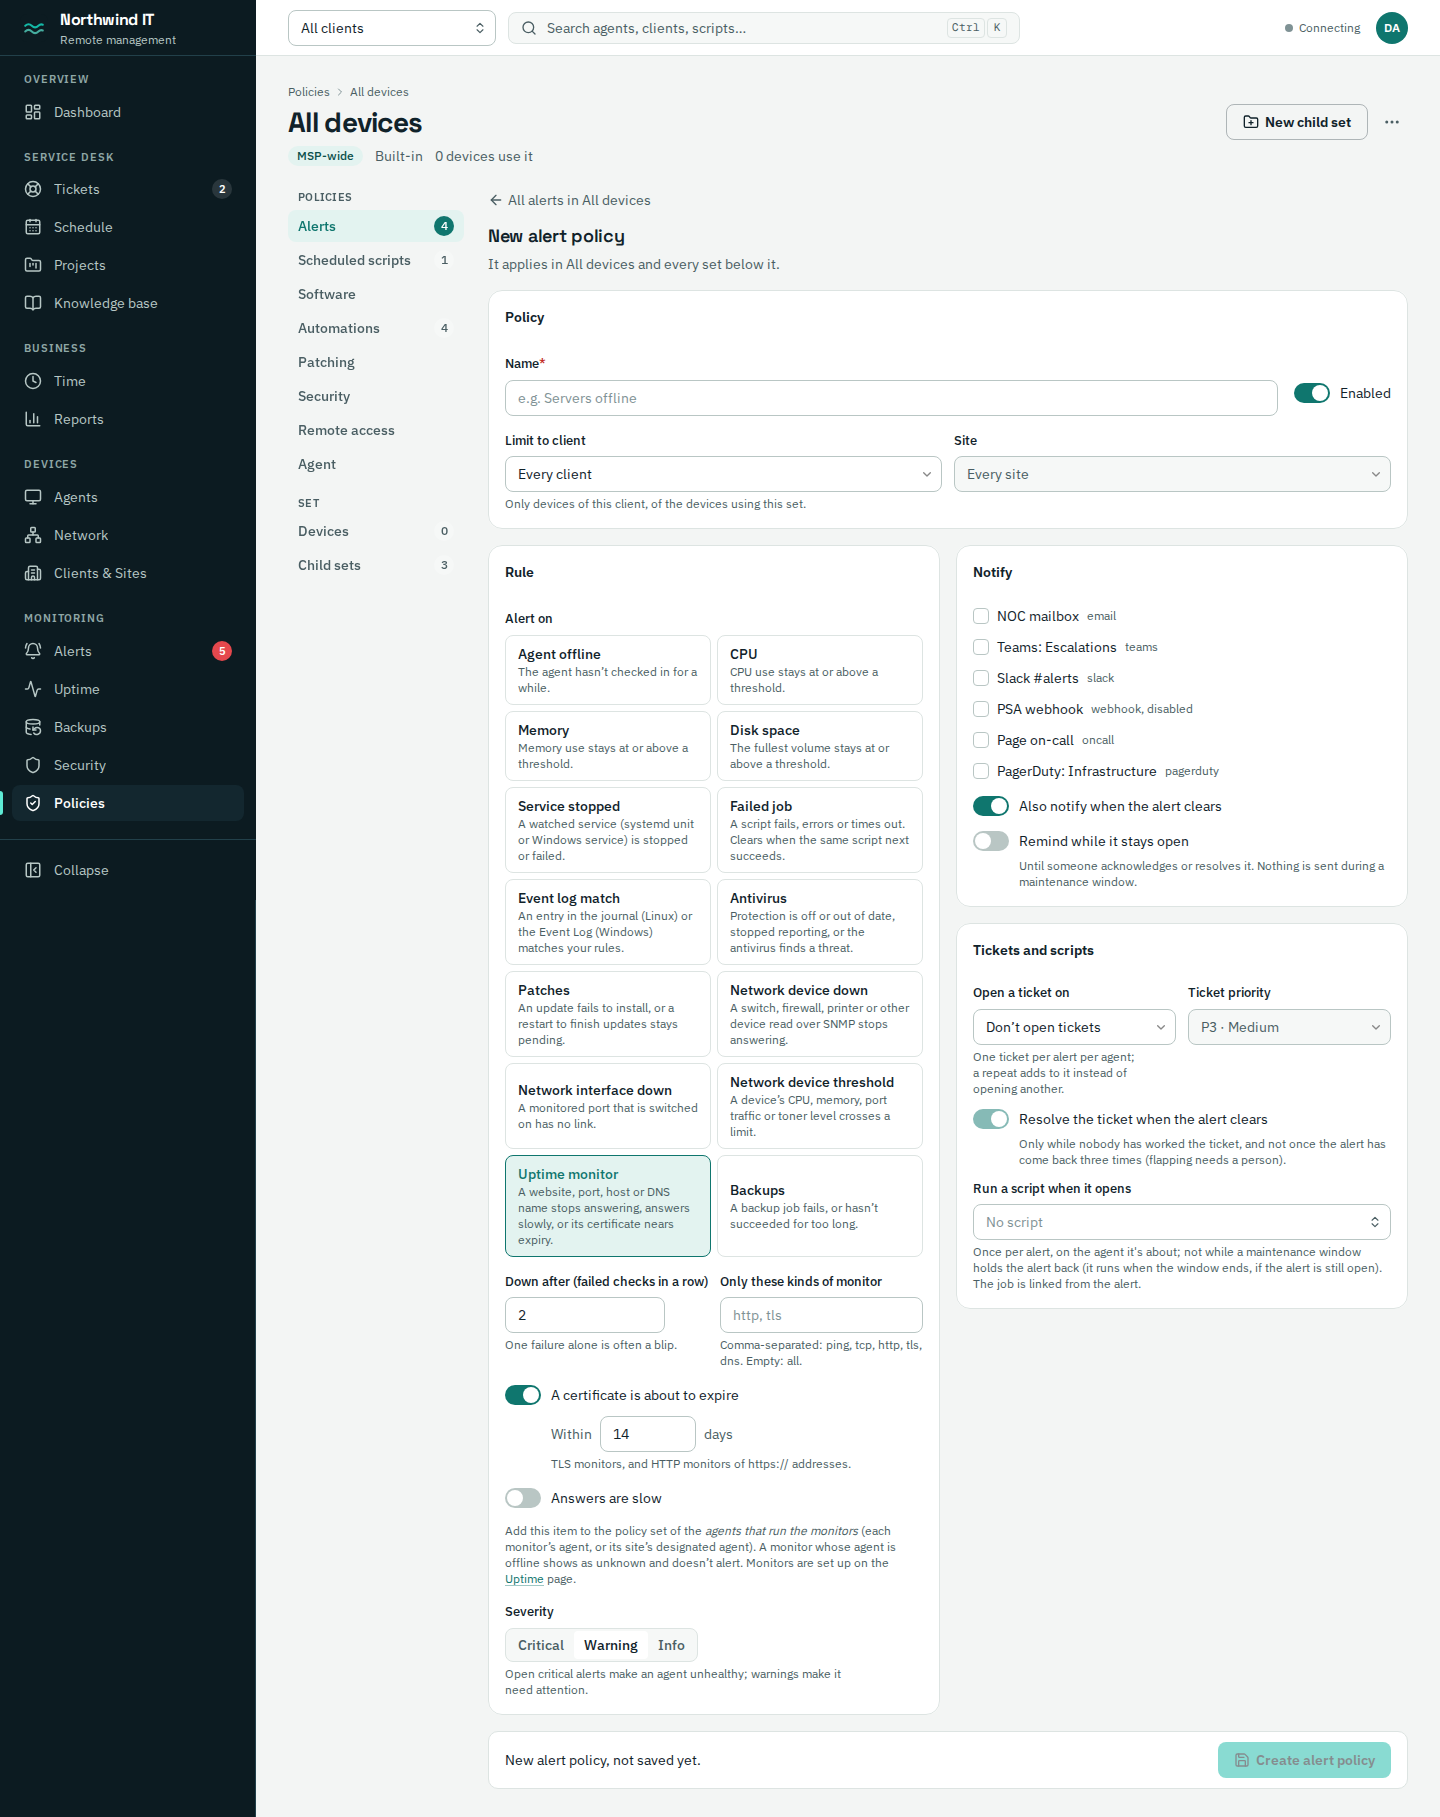 Northwind IT
Remote management
All clients
Search agents, clients, scripts...
Ctrl K
Connecting
DA
OVERVIEW
Dashboard
SERVICE DESK
Tickets 2
Schedule
Projects
Knowledge base
BUSINESS
Time
Reports
DEVICES
Agents
Network
Clients & Sites
MONITORING
Alerts 5
Uptime
Backups
Security
Policies
Collapse
Policies > All devices
All devices
MSP-wide Built-in 0 devices use it
New child set
POLICIES
Alerts 4
Scheduled scripts 1
Software
Automations 4
Patching
Security
Remote access
Agent
SET
Devices 0
Child sets 3
All alerts in All devices
New alert policy
It applies in All devices and every set below it.
Policy
Name*
e.g. Servers offline
Enabled
Limit to client
Every client
Only devices of this client, of the devices using this set.
Site
Every site
Rule
Alert on
Agent offline
The agent hasn't checked in for a
while.
CPU
CPU use stays at or above a
threshold.
Memory
Memory use stays at or above a
threshold.
Disk space
The fullest volume stays at or
above a threshold.
Service stopped
A watched service (systemd unit
or Windows service) is stopped
or failed.
Failed job
A script fails, errors or times out.
Clears when the same script next
succeeds.
Event log match
An entry in the journal (Linux) or
the Event Log (Windows)
matches your rules.
Antivirus
Protection is off or out of date,
stopped reporting, or the
antivirus finds a threat.
Patches
An update fails to install, or a
restart to finish updates stays
pending.
Network device down
A switch, firewall, printer or other
device read over SNMP stops
answering.
Network interface down
A monitored port that is switched
on has no link.
Network device threshold
A device's CPU, memory, port
traffic or toner level crosses a
limit.
Uptime monitor
A website, port, host or DNS
name stops answering, answers
slowly, or its certificate nears
expiry.
Backups
A backup job fails, or hasn't
succeeded for too long.
Down after (failed checks in a row)
2
One failure alone is often a blip.
Only these kinds of monitor
http, tls
Comma-separated: ping, tcp, http, tls,
dns. Empty: all.
A certificate is about to expire
Within 14 days
TLS monitors, and HTTP monitors of https:// addresses.
Answers are slow
Add this item to the policy set of the agents that run the monitors (each
monitor's agent, or its site's designated agent). A monitor whose agent is
offline shows as unknown and doesn't alert. Monitors are set up on the
Uptime page.
Severity
Critical Warning Info
Open critical alerts make an agent unhealthy; warnings make it
need attention.
Notify
NOC mailbox email
Teams: Escalations teams
Slack #alerts slack
PSA webhook webhook, disabled
Page on-call oncall
PagerDuty: Infrastructure pagerduty
Also notify when the alert clears
Remind while it stays open
Until someone acknowledges or resolves it. Nothing is sent during a
maintenance window.
Tickets and scripts
Open a ticket on
Don't open tickets
One ticket per alert per agent;
a repeat adds to it instead of
opening another.
Ticket priority
P3 · Medium
Resolve the ticket when the alert clears
Only while nobody has worked the ticket, and not once the alert has
come back three times (flapping needs a person).
Run a script when it opens
No script
Once per alert, on the agent it's about; not while a maintenance window
holds the alert back (it runs when the window ends, if the alert is still open).
The job is linked from the alert.
New alert policy, not saved yet.
Create alert policy